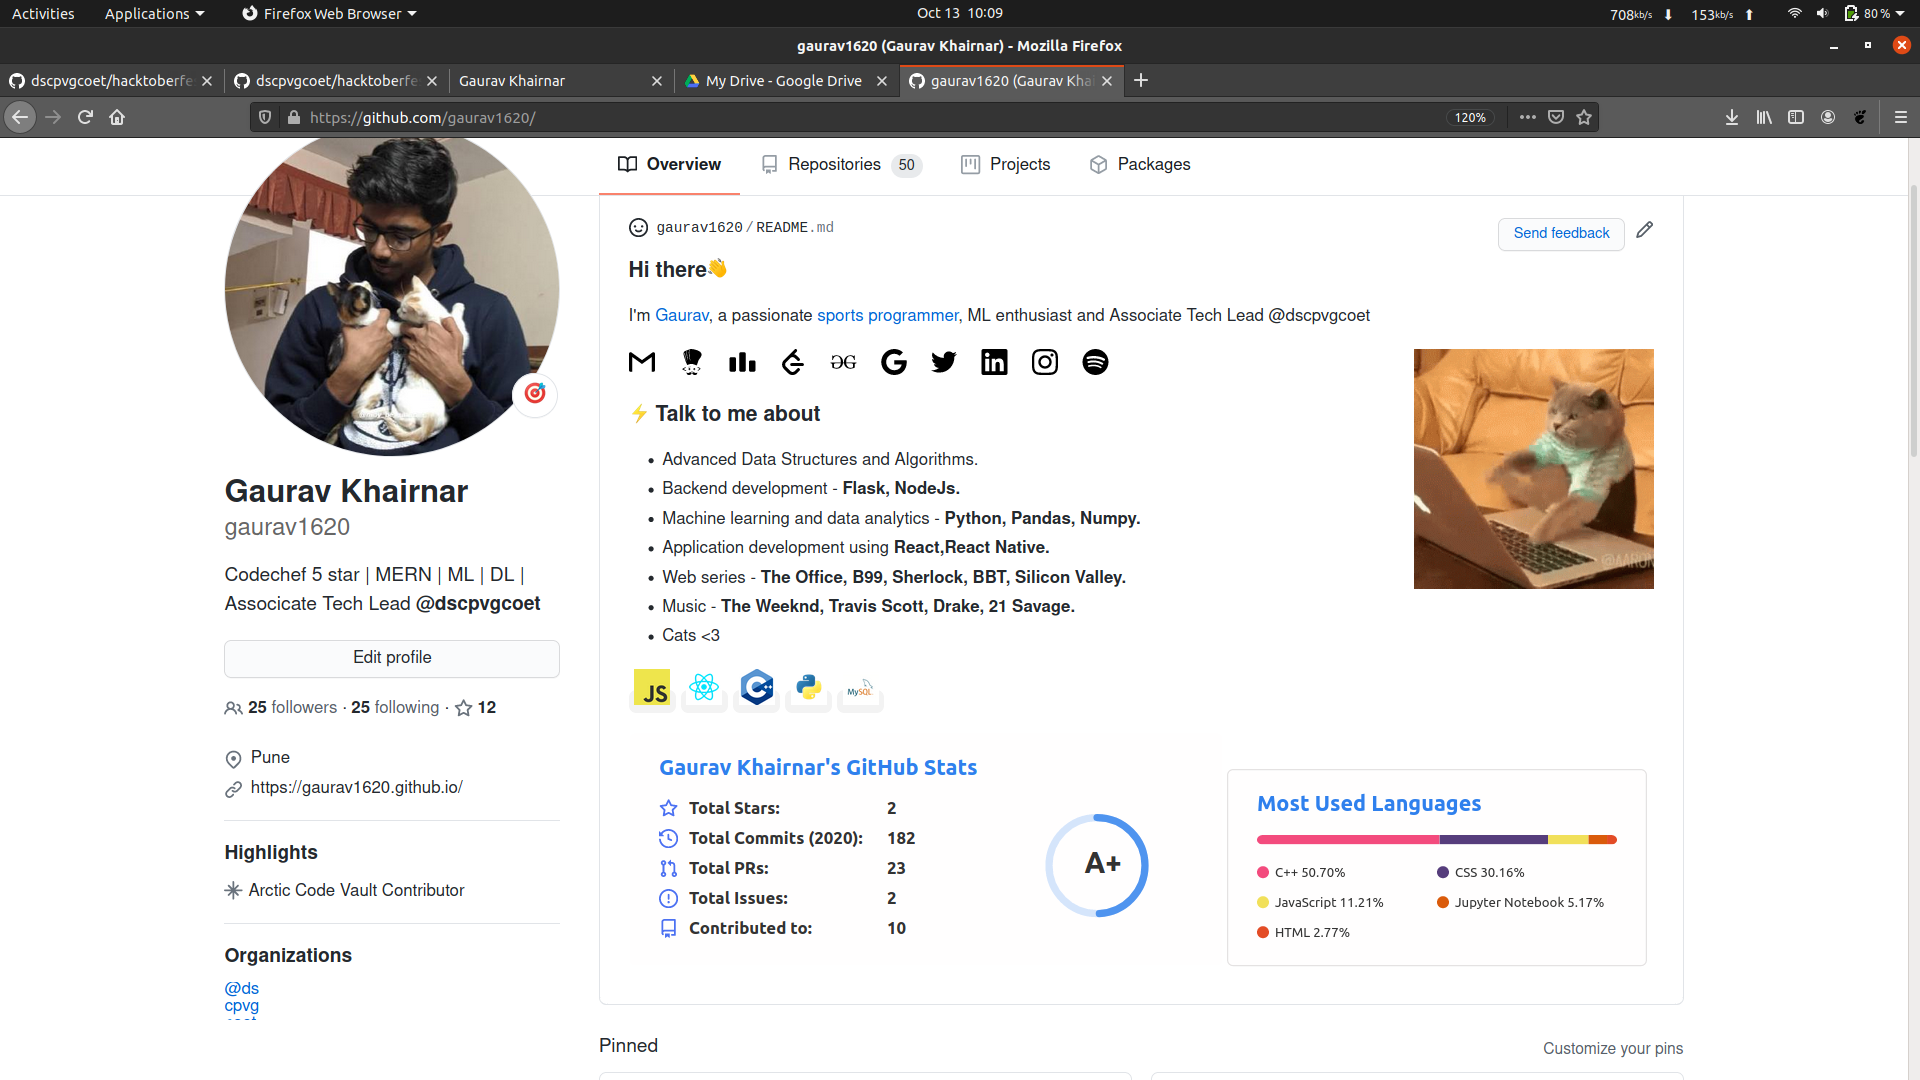 Activities Applications Firefox Web Browser Oct 13 10:09 708kb/s 153kb/s 80 %
gaurav1620 (Gaurav Khairnar) - Mozilla Firefox
dscpvgcoet/hacktoberfe dscpvgcoet/hacktoberfe Gaurav Khairnar My Drive - Google Drive gaurav1620 (Gaurav Khai
https://github.com/gaurav1620/ 120%
Overview Repositories 50 Projects Packages
gaurav1620/README.md Send feedback
Hi there
I'm Gaurav, a passionate sports programmer, ML enthusiast and Associate Tech Lead @dscpvgcoet
Talk to me about
Advanced Data Structures and Algorithms.
Backend development - Flask, NodeJs.
Machine learning and data analytics - Python, Pandas, Numpy.
Application development using React,React Native.
Web series - The Office, B99, Sherlock, BBT, Silicon Valley.
Music - The Weeknd, Travis Scott, Drake, 21 Savage.
Cats <3
@AARON
JS C++ MySQL
Gaurav Khairnar
gaurav1620
Codechef 5 star | MERN | ML | DL |
Associcate Tech Lead @dscpvgcoet
Edit profile
25 followers · 25 following · 12
Pune
https://gaurav1620.github.io/
Highlights
Arctic Code Vault Contributor
Organizations
@ds
cpvg
Gaurav Khairnar's GitHub Stats
Total Stars: 2
Total Commits (2020): 182
Total PRs: 23
Total Issues: 2
Contributed to: 10
A+
Most Used Languages
C++ 50.70% CSS 30.16%
JavaScript 11.21% Jupyter Notebook 5.17%
HTML 2.77%
Pinned Customize your pins